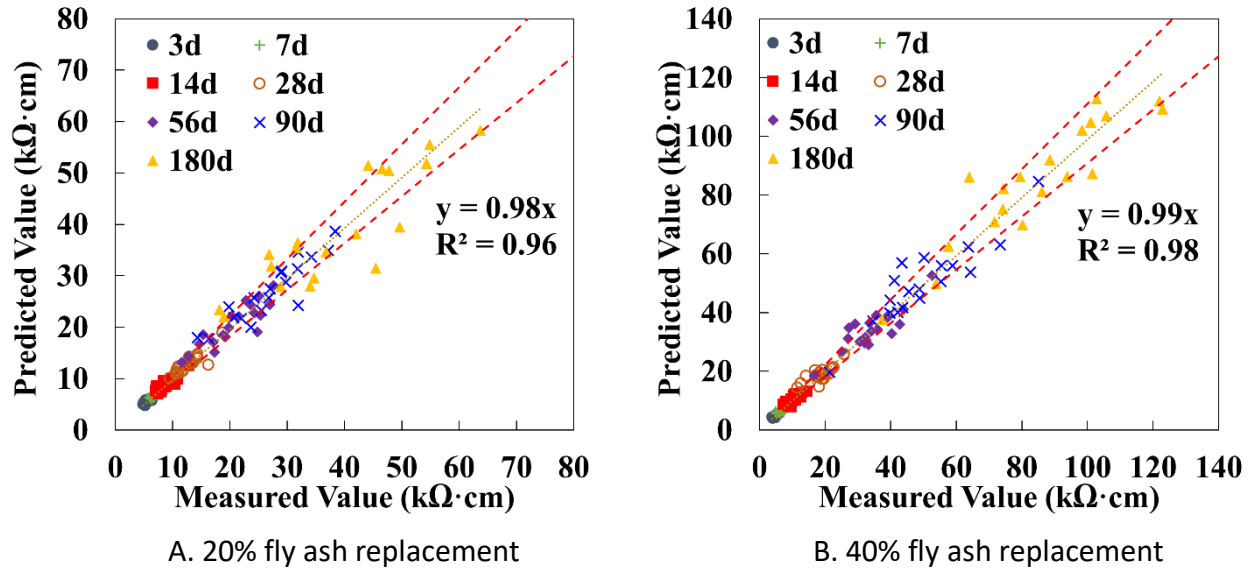 80
70
60
50
40
30
20
10
0
Predicted Value (kΩ·cm)
3d
7d
14d
28d
56d
90d
180d
y = 0.98x
R² = 0.96
0 10 20 30 40 50 60 70 80
Measured Value (kΩ·cm)
A. 20% fly ash replacement
140
120
100
80
60
40
20
0
Predicted Value (kΩ·cm)
3d
7d
14d
28d
56d
90d
180d
y = 0.99x
R² = 0.98
0 20 40 60 80 100 120 140
Measured Value (kΩ·cm)
B. 40% fly ash replacement